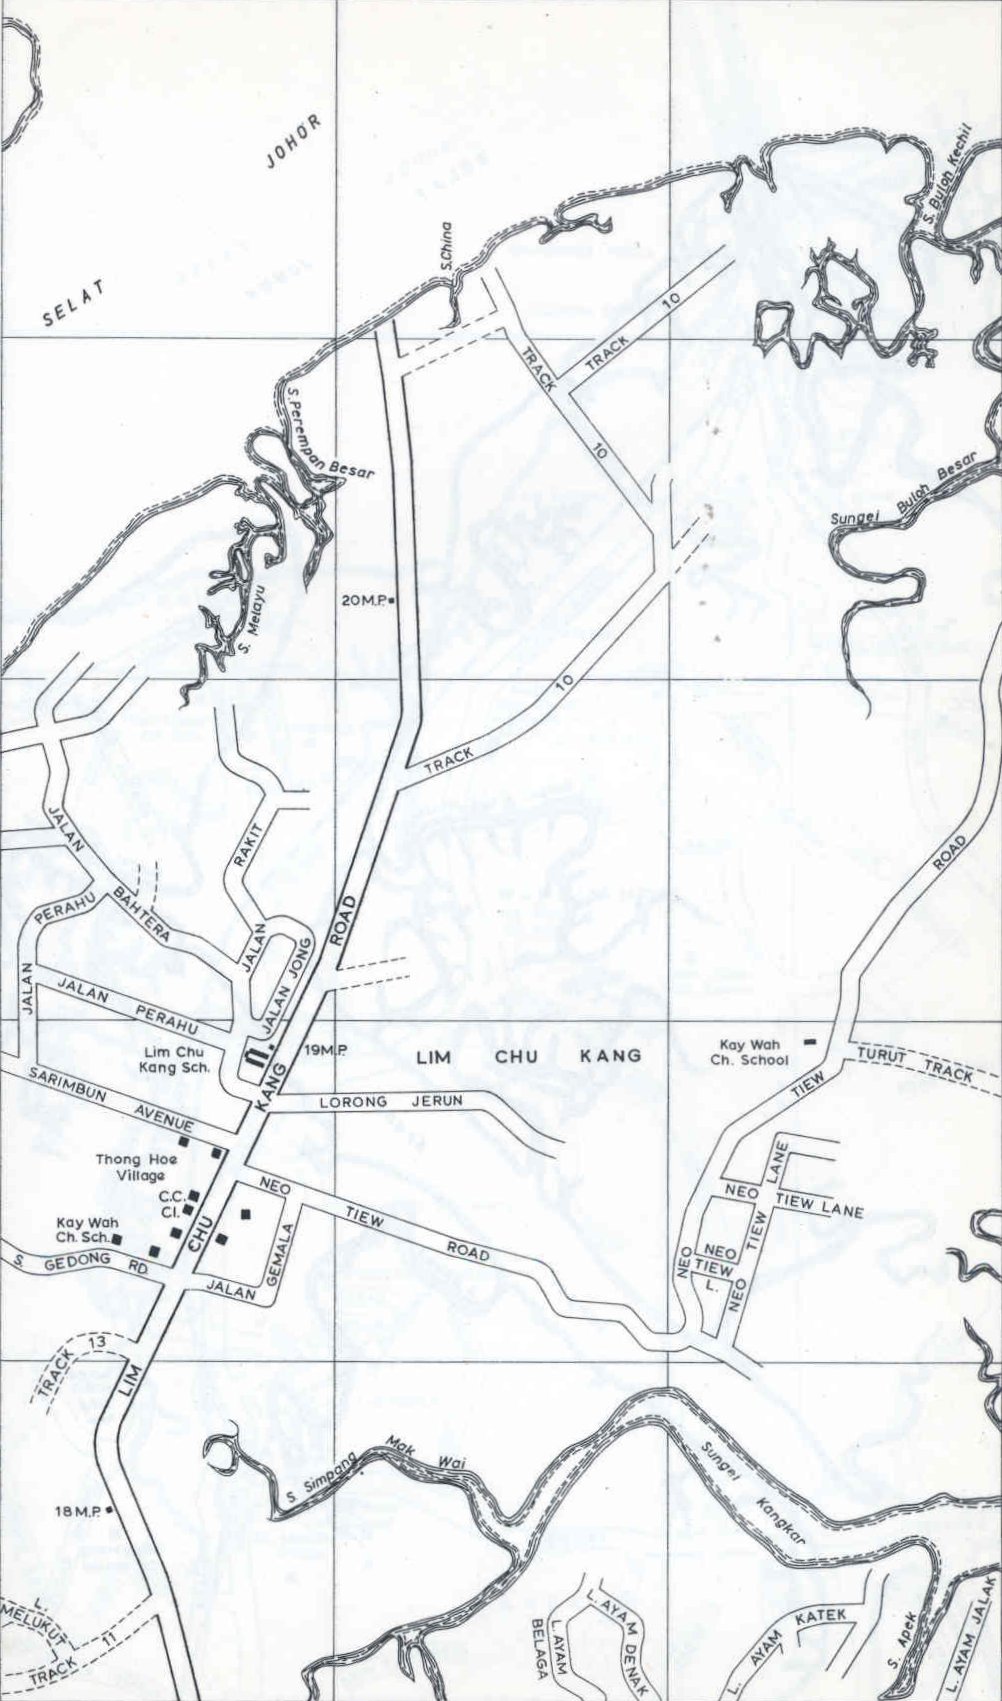 SELAT JOHOR
S. Buloh Kechil
S.China
TRACK 10
TRACK 10
S. Perempan Besar
Sungei Buloh Besar
20M.P.
S. Melayu
TRACK 10
JALAN BAHTERA
RAKIT
JALAN
ROAD
ROAD
PERAHU
JALAN
JALAN JONG
JALAN PERAHU
Lim Chu
Kang Sch.
19M.P.
LIM CHU KANG
Kay Wah
Ch. School
TURUT TRACK
SARIMBUN AVENUE
KANG
LORONG JERUN
TIEW
Thong Hoe
Village
C.C.
C.I.
NEO TIEW ROAD
NEO TIEW LANE
LANE
TIEW
NEO
Kay Wah
Ch. Sch.
CHU
S. GEDONG RD.
JALAN GEMALA
NEO
NEO
TIEW
L.
TRACK 13
LIM
S Simpang Mak Wai
Sungei Kangkar
18M.P.
L.
MELUKUT
TRACK 11
L. AYAM
BELAGA
L. AYAM DENAK
L. AYAM KATEK
S. Apek
L. AYAM JALAK